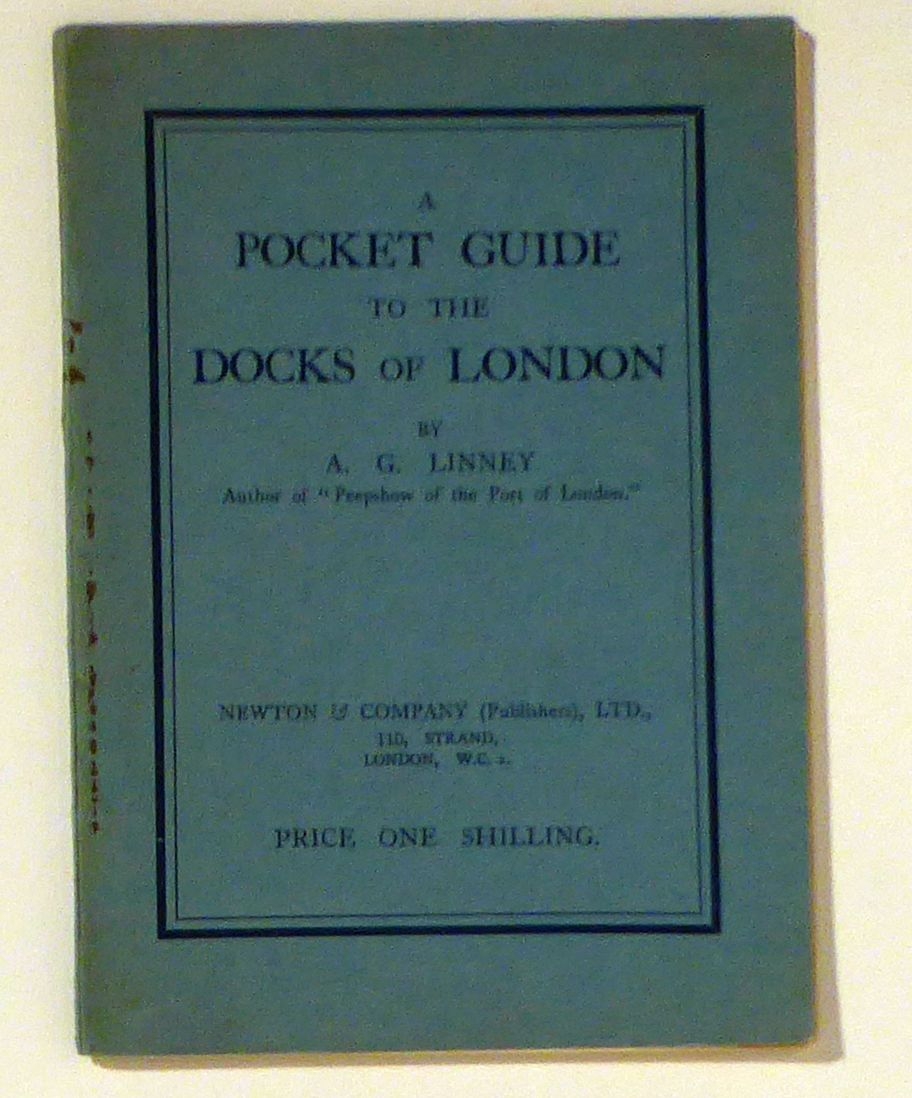 A
POCKET GUIDE
TO THE
DOCKS OF LONDON
BY
A. G. LINNEY
Author of "Peepshow of the Port of London."
NEWTON & COMPANY (Publishers), LTD.,
110, STRAND,
LONDON, W.C. 2.
PRICE ONE SHILLING.